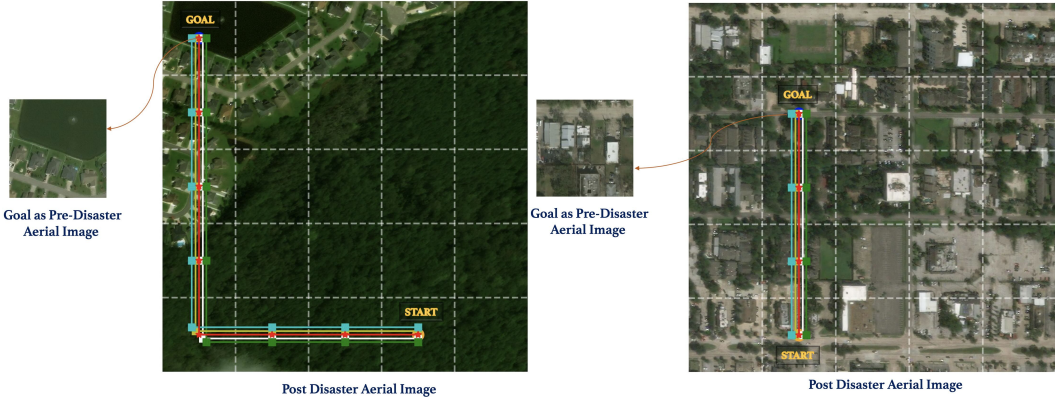 GOAL
Goal as Pre-Disaster
Aerial Image
START
Post Disaster Aerial Image
GOAL
Goal as Pre-Disaster
Aerial Image
START
Post Disaster Aerial Image